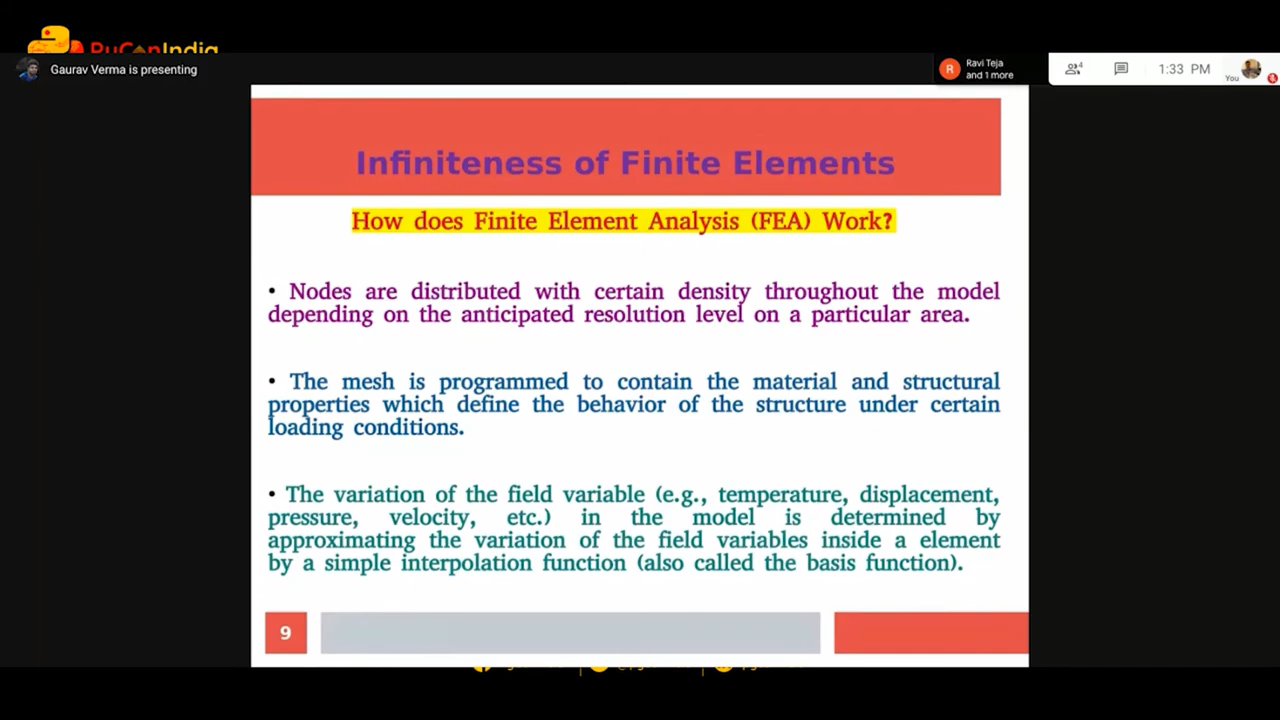 PyConIndia
Gaurav Verma is presenting
R
Ravi Teja
and 1 more
4
1:33 PM
You
Infiniteness of Finite Elements
How does Finite Element Analysis (FEA) Work?
• Nodes are distributed with certain density throughout the model
depending on the anticipated resolution level on a particular area.
• The mesh is programmed to contain the material and structural
properties which define the behavior of the structure under certain
loading conditions.
• The variation of the field variable (e.g., temperature, displacement,
pressure, velocity, etc.) in the model is determined by
approximating the variation of the field variables inside a element
by a simple interpolation function (also called the basis function).
9